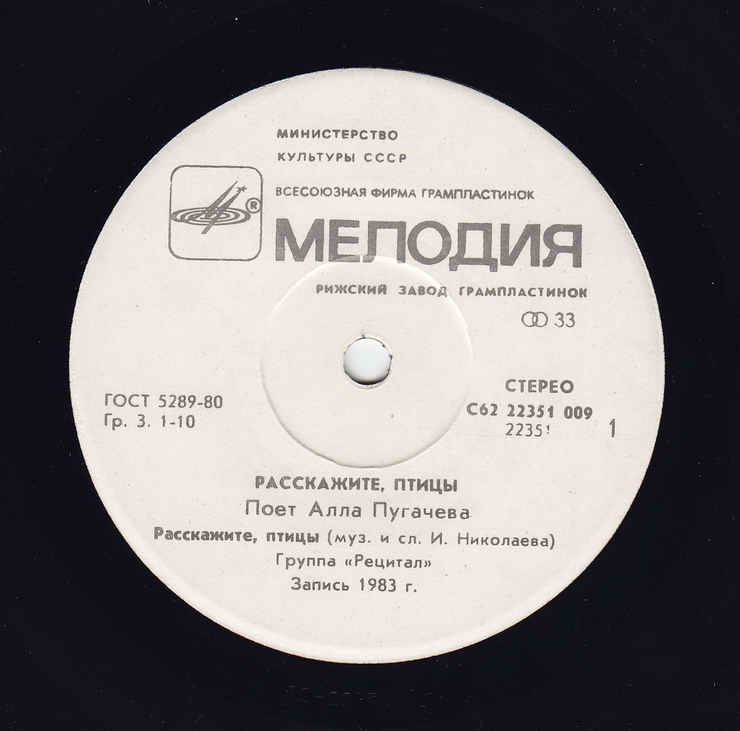 МИНИСТЕРСТВО
КУЛЬТУРЫ СССР
ВСЕСОЮЗНАЯ ФИРМА ГРАМПЛАСТИНОК
®
МЕЛОДИЯ
РИЖСКИЙ ЗАВОД ГРАМПЛАСТИНОК
33
ГОСТ 5289-80
Гр. 3. 1-10
СТЕРЕО
С62 22351 009
22351
1
РАССКАЖИТЕ, ПТИЦЫ
Поет Алла Пугачева
Расскажите, птицы (муз. и сл. И. Николаева)
Группа «Рецитал»
Запись 1983 г.